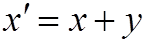 x′ = x + y